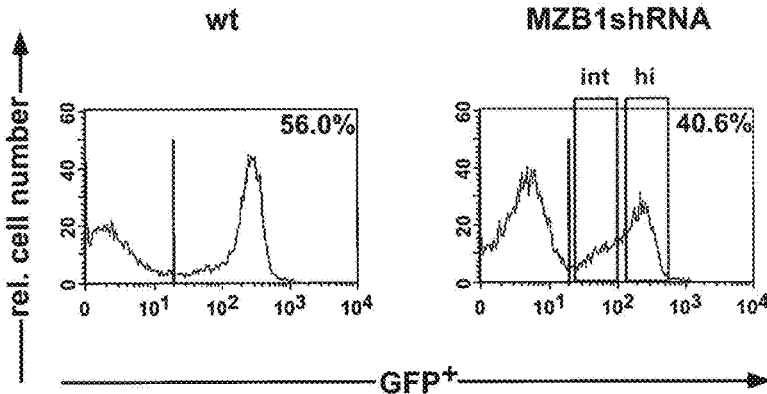 wt
MZB1shRNA
int hi
rel. cell number
60
40
20
0
56.0%
0 10¹ 10² 10³ 10⁴
60
40
20
0
40.6%
0 10¹ 10² 10³ 10⁴
GFP⁺